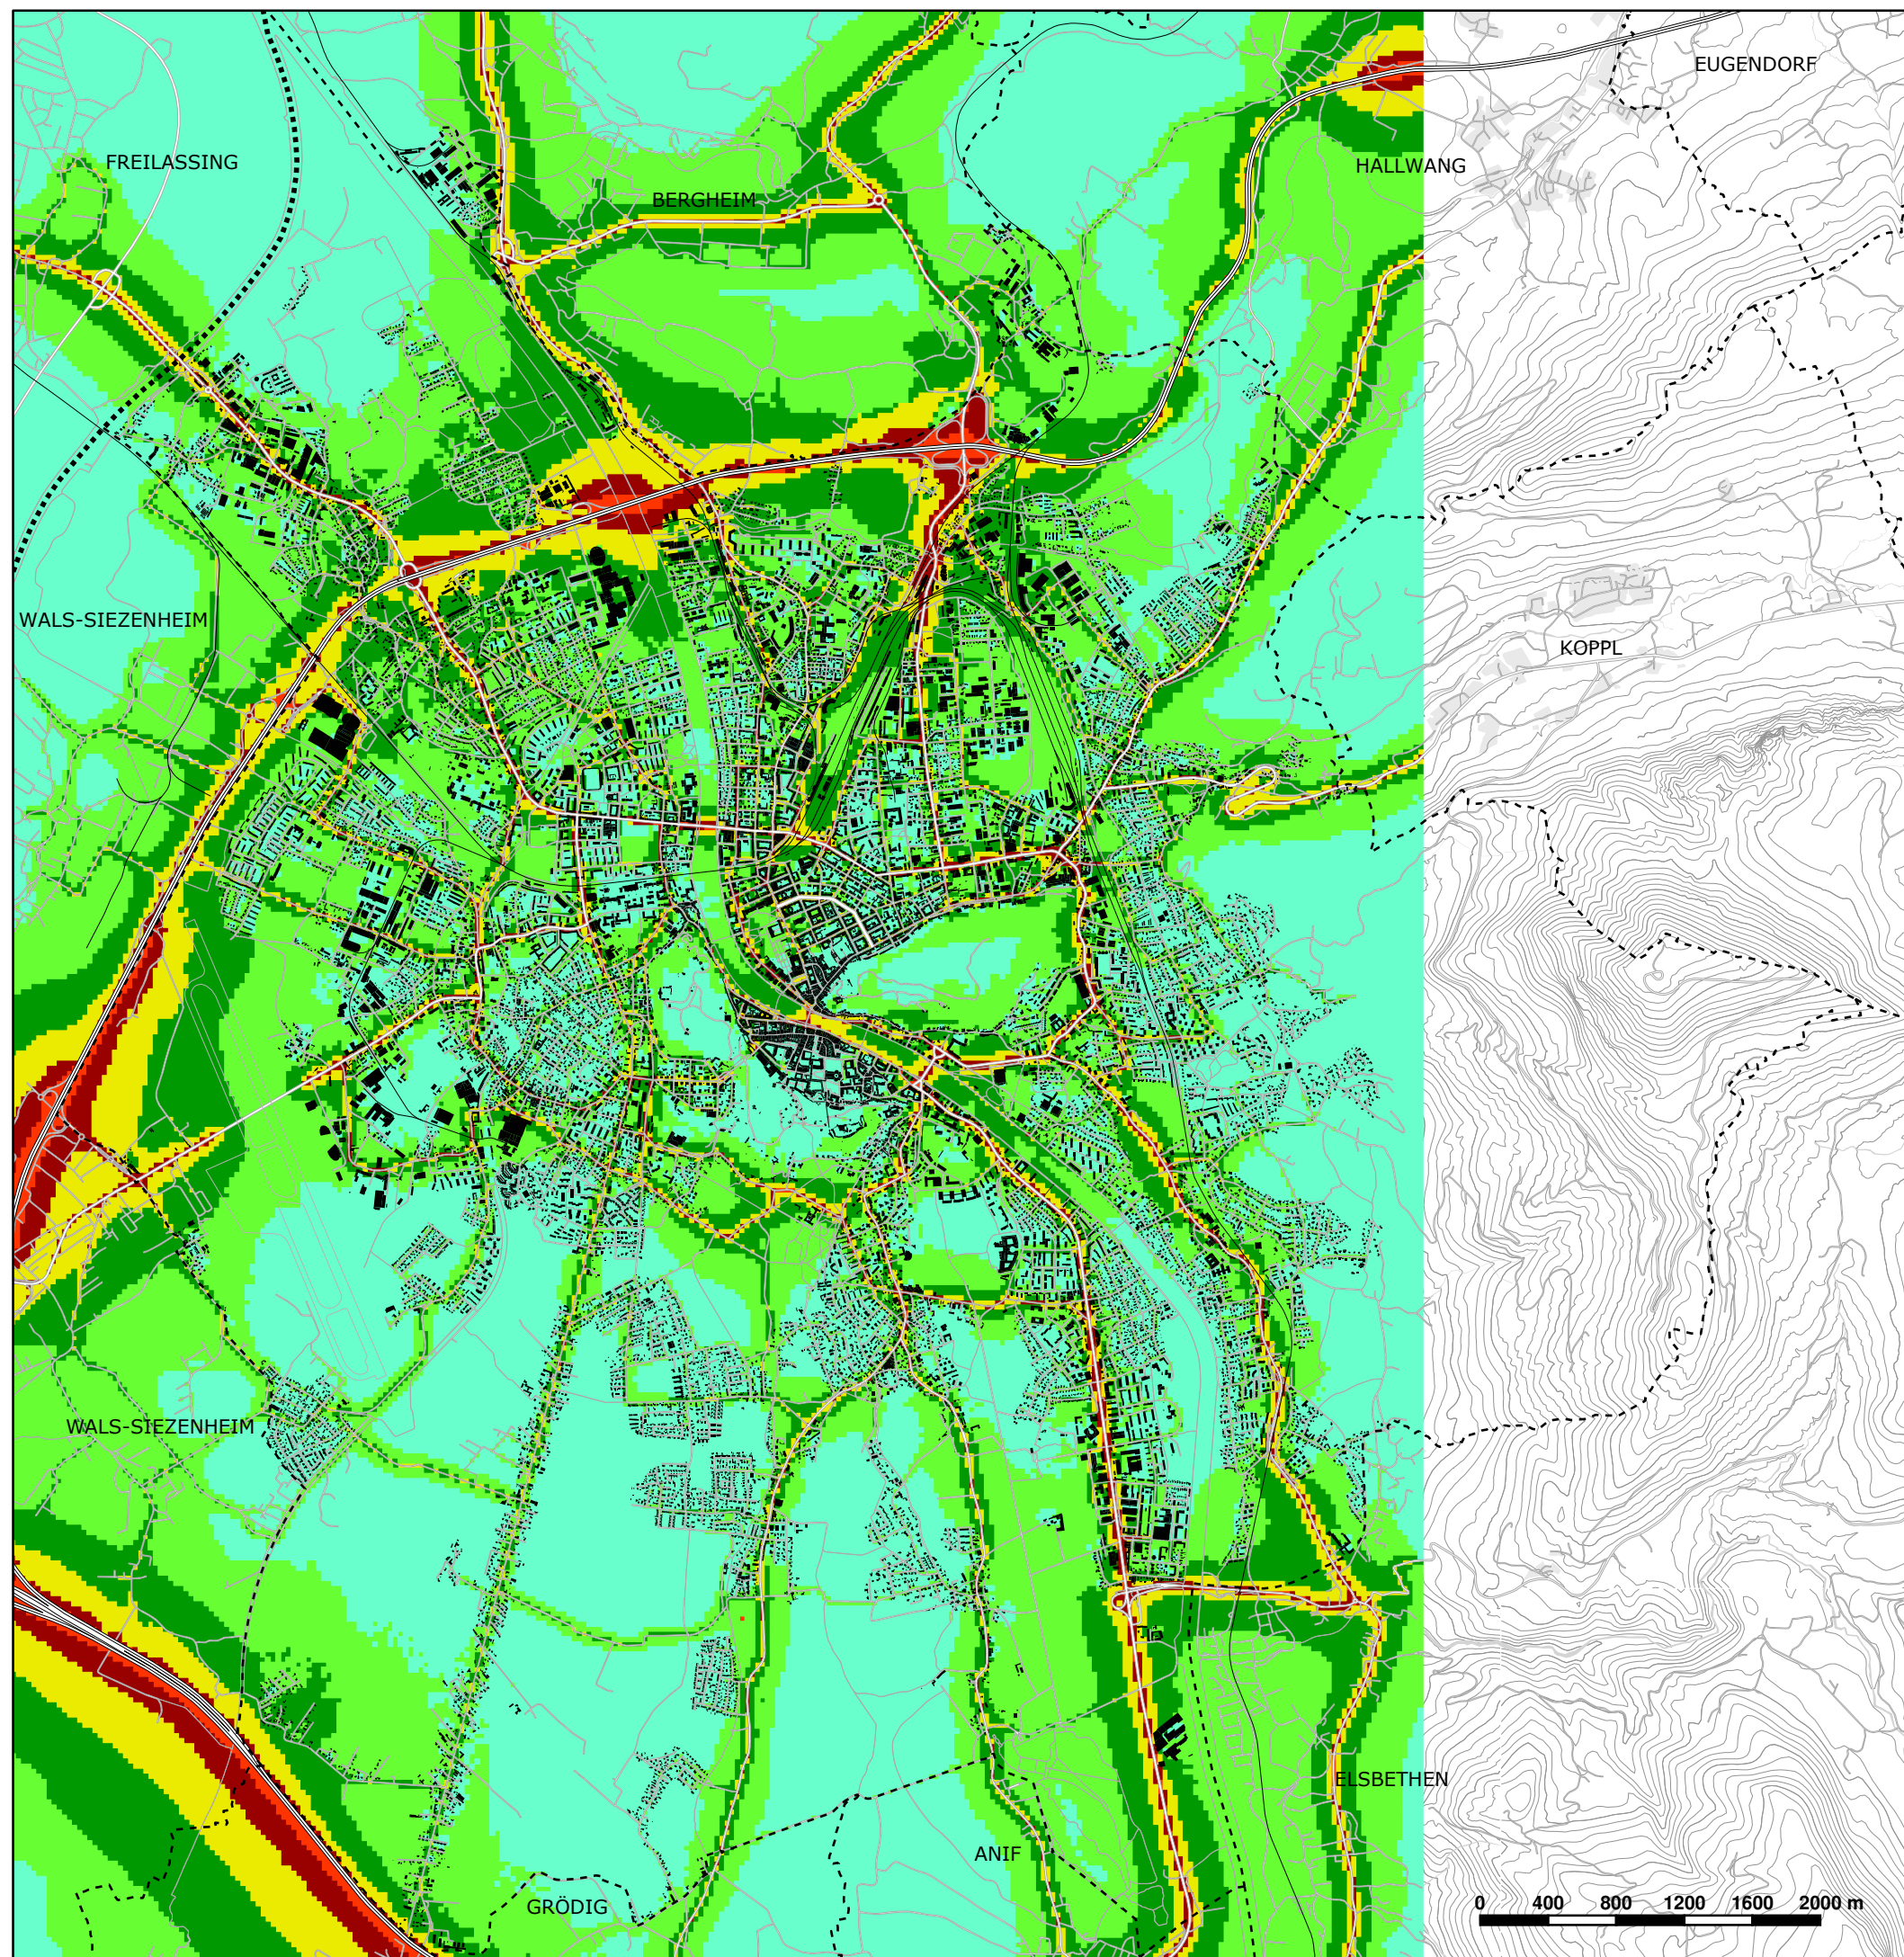 EUGENDORF
FREILASSING
HALLWANG
BERGHEIM
WALS-SIEZENHEIM
KOPPL
WALS-SIEZENHEIM
ELSBETHEN
ANIF
GRÖDIG
0 400 800 1200 1600 2000 m